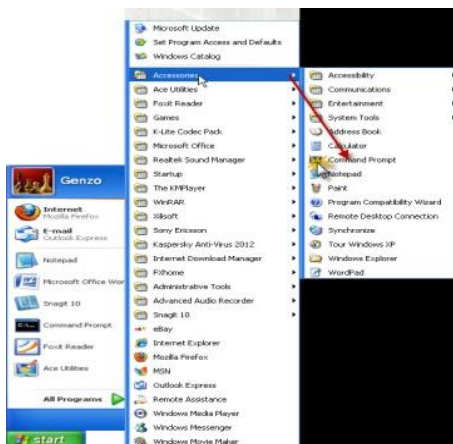 Genzo
Internet
Mozilla Firefox
E-mail
Outlook Express
Notepad
Microsoft Office Wor
Snagit 10
Command Prompt
Foxit Reader
Ace Utilities
All Programs
start
Microsoft Update
Set Program Access and Defaults
Windows Catalog
Accessories
Ace Utilities
Foxit Reader
Games
K-Lite Codec Pack
Microsoft Office
Realtek Sound Manager
Startup
The KMPlayer
WinRAR
Xilisoft
Sony Ericsson
Kaspersky Anti-Virus 2012
Internet Download Manager
FXhome
Administrative Tools
Advanced Audio Recorder
Snagit 10
eBay
Internet Explorer
Mozilla Firefox
MSN
Outlook Express
Remote Assistance
Windows Media Player
Windows Messenger
Windows Movie Maker
Accessibility
Communications
Entertainment
System Tools
Address Book
Calculator
Command Prompt
Notepad
Paint
Program Compatibility Wizard
Remote Desktop Connection
Synchronize
Tour Windows XP
Windows Explorer
WordPad